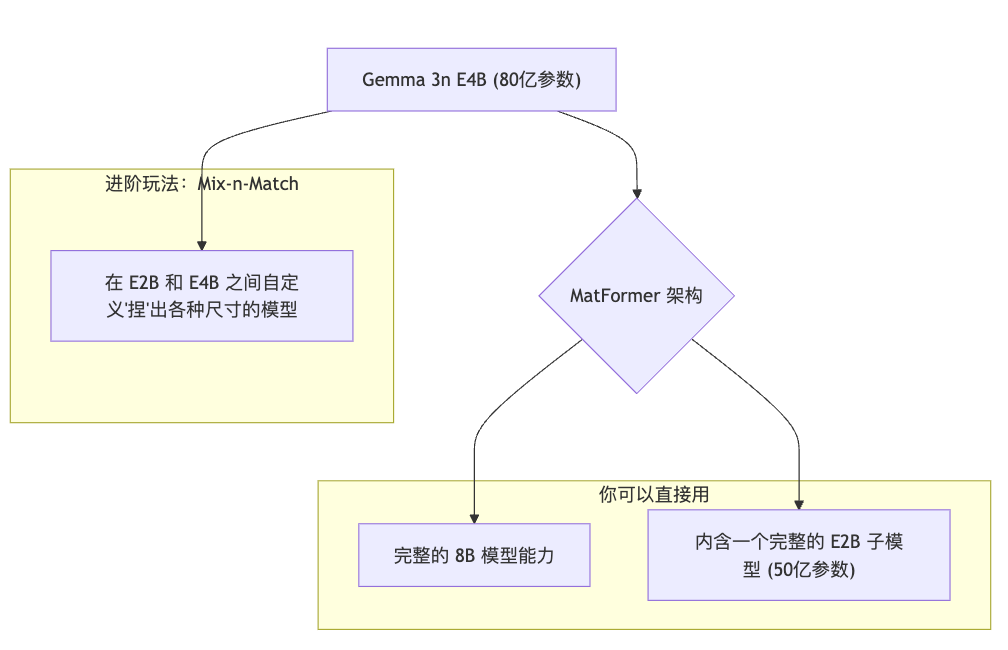 Gemma 3n E4B (80亿参数)
进阶玩法：Mix-n-Match
在 E2B 和 E4B 之间自定
义'捏'出各种尺寸的模型
MatFormer 架构
你可以直接用
完整的 8B 模型能力
内含一个完整的 E2B 子模
型 (50亿参数)